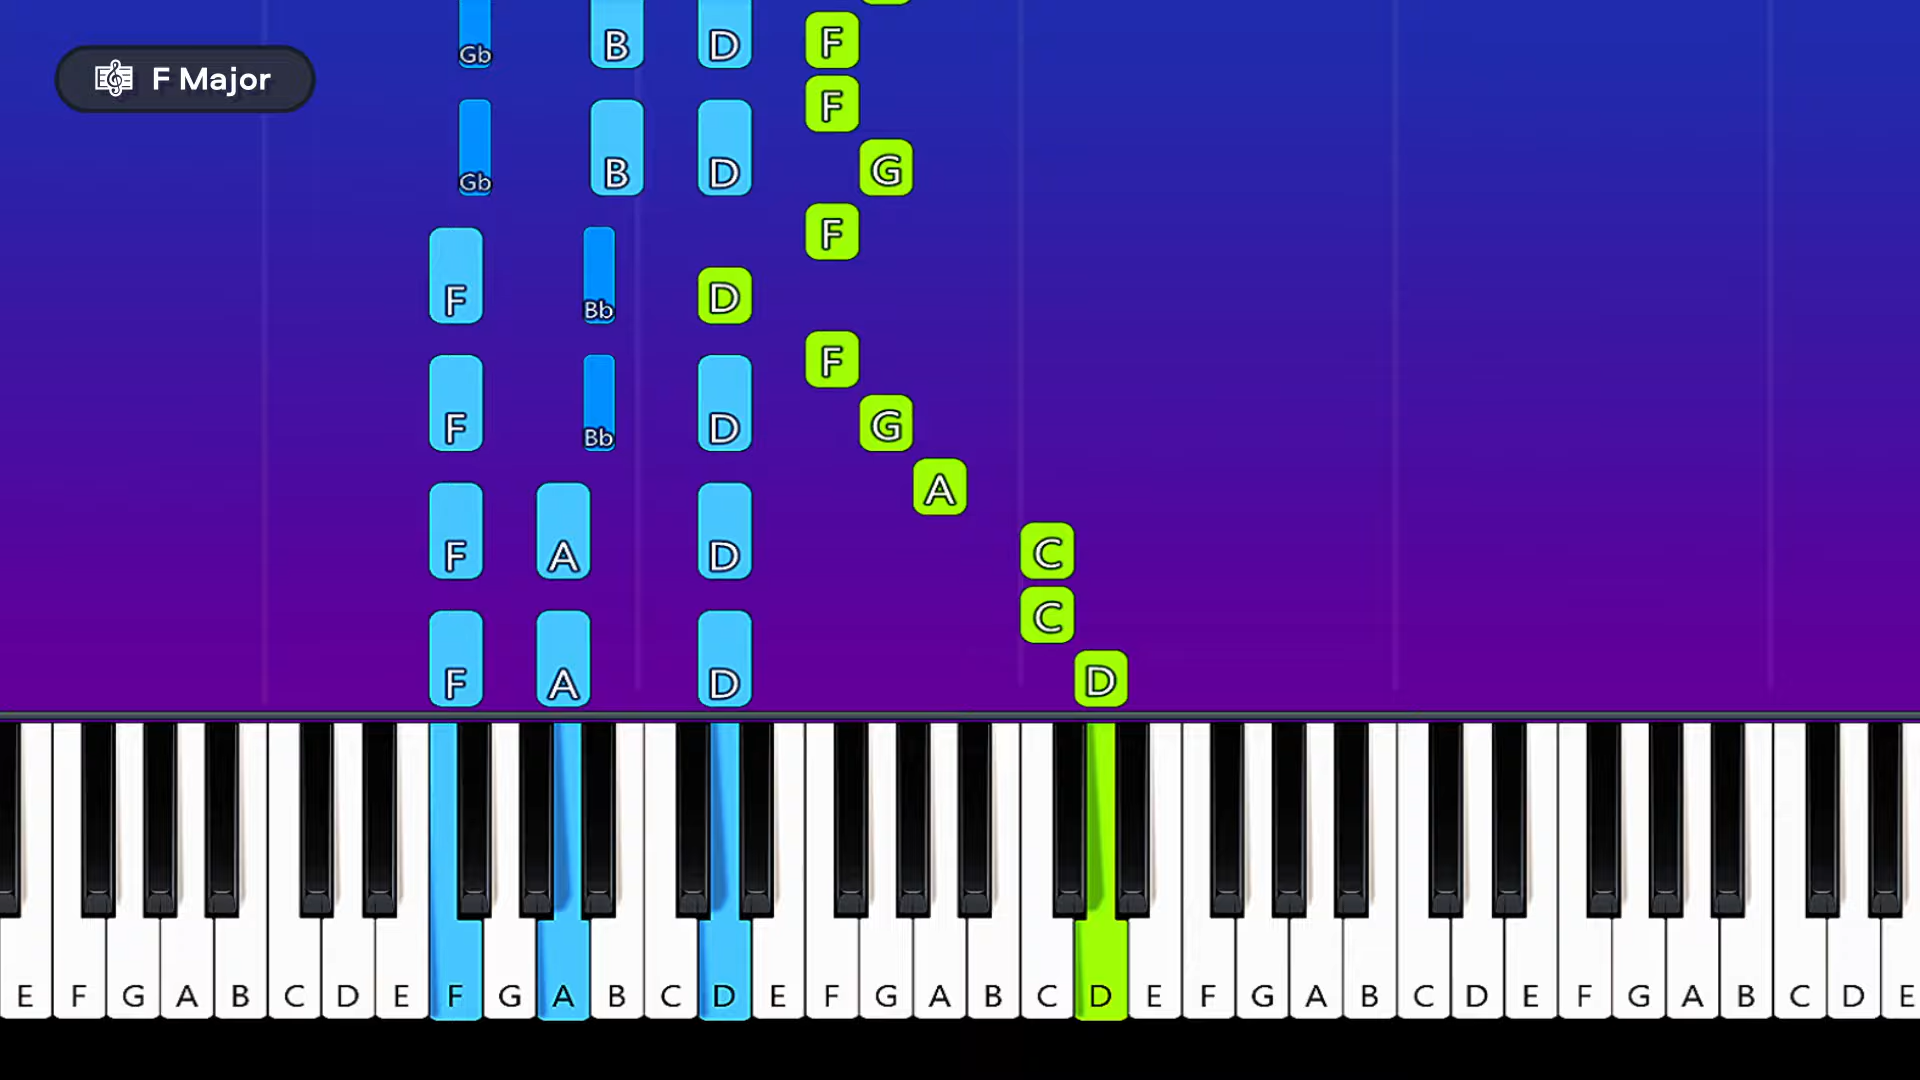 Gb B D F
F Major
F
Gb B D G
F
F Bb D
F
F Bb D G
A
F A D C
C
F A D D
E F G A B C D E F G A B C D E F G A B C D E F G A B C D E F G A B C D E